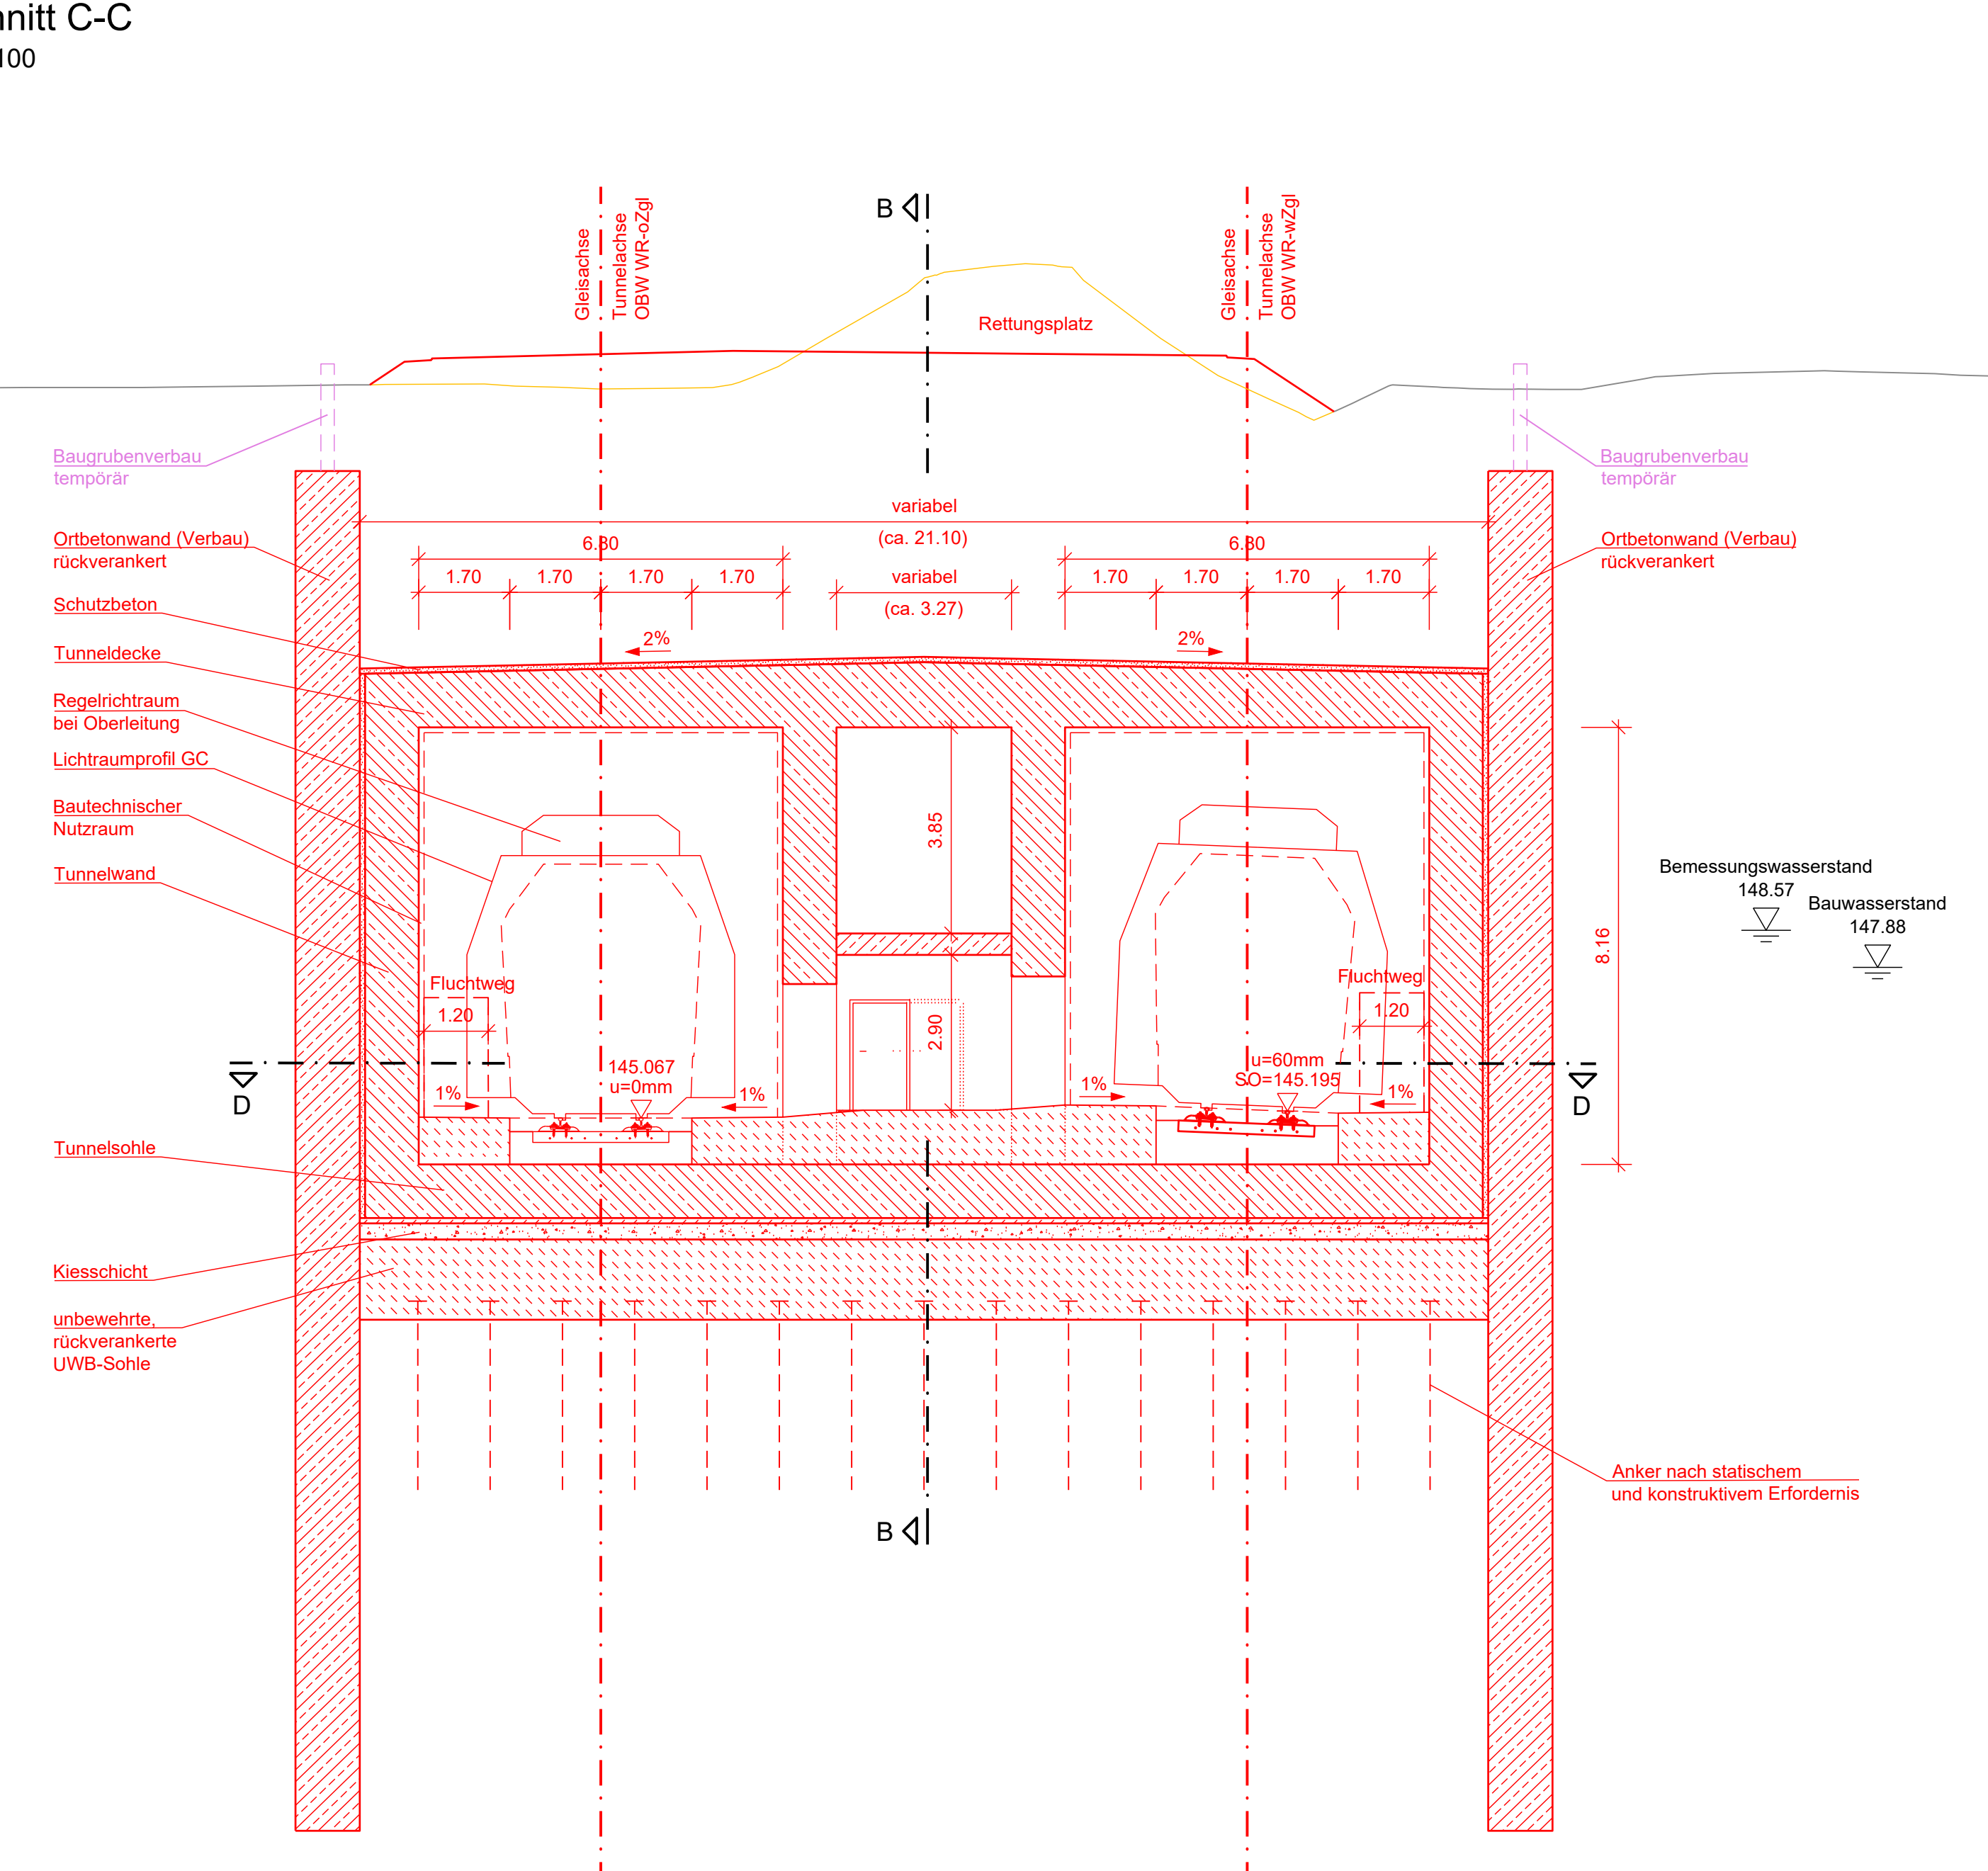 nitt C-C
100
Gleisachse
Tunnelachse
OBW WR-oZgl
B
Gleisachse
Tunnelachse
OBW WR-wZgl
Rettungsplatz
Baugrubenverbau
tempörär
Baugrubenverbau
tempörär
variabel
(ca. 21.10)
Ortbetonwand (Verbau)
rückverankert
Ortbetonwand (Verbau)
rückverankert
6.80
6.80
1.70 1.70 1.70 1.70
variabel
(ca. 3.27)
1.70 1.70 1.70 1.70
Schutzbeton
2%
2%
Tunneldecke
Regelrichtraum
bei Oberleitung
Lichtraumprofil GC
Bautechnischer
Nutzraum
Tunnelwand
3.85
8.16
Bemessungswasserstand
148.57
Bauwasserstand
147.88
Fluchtweg
1.20
Fluchtweg
1.20
2.90
145.067
u=0mm
u=60mm
SO=145.195
1%
1%
1%
1%
D
D
Tunnelsohle
Kiesschicht
unbewehrte,
rückverankerte
UWB-Sohle
Anker nach statischem
und konstruktivem Erfordernis
B